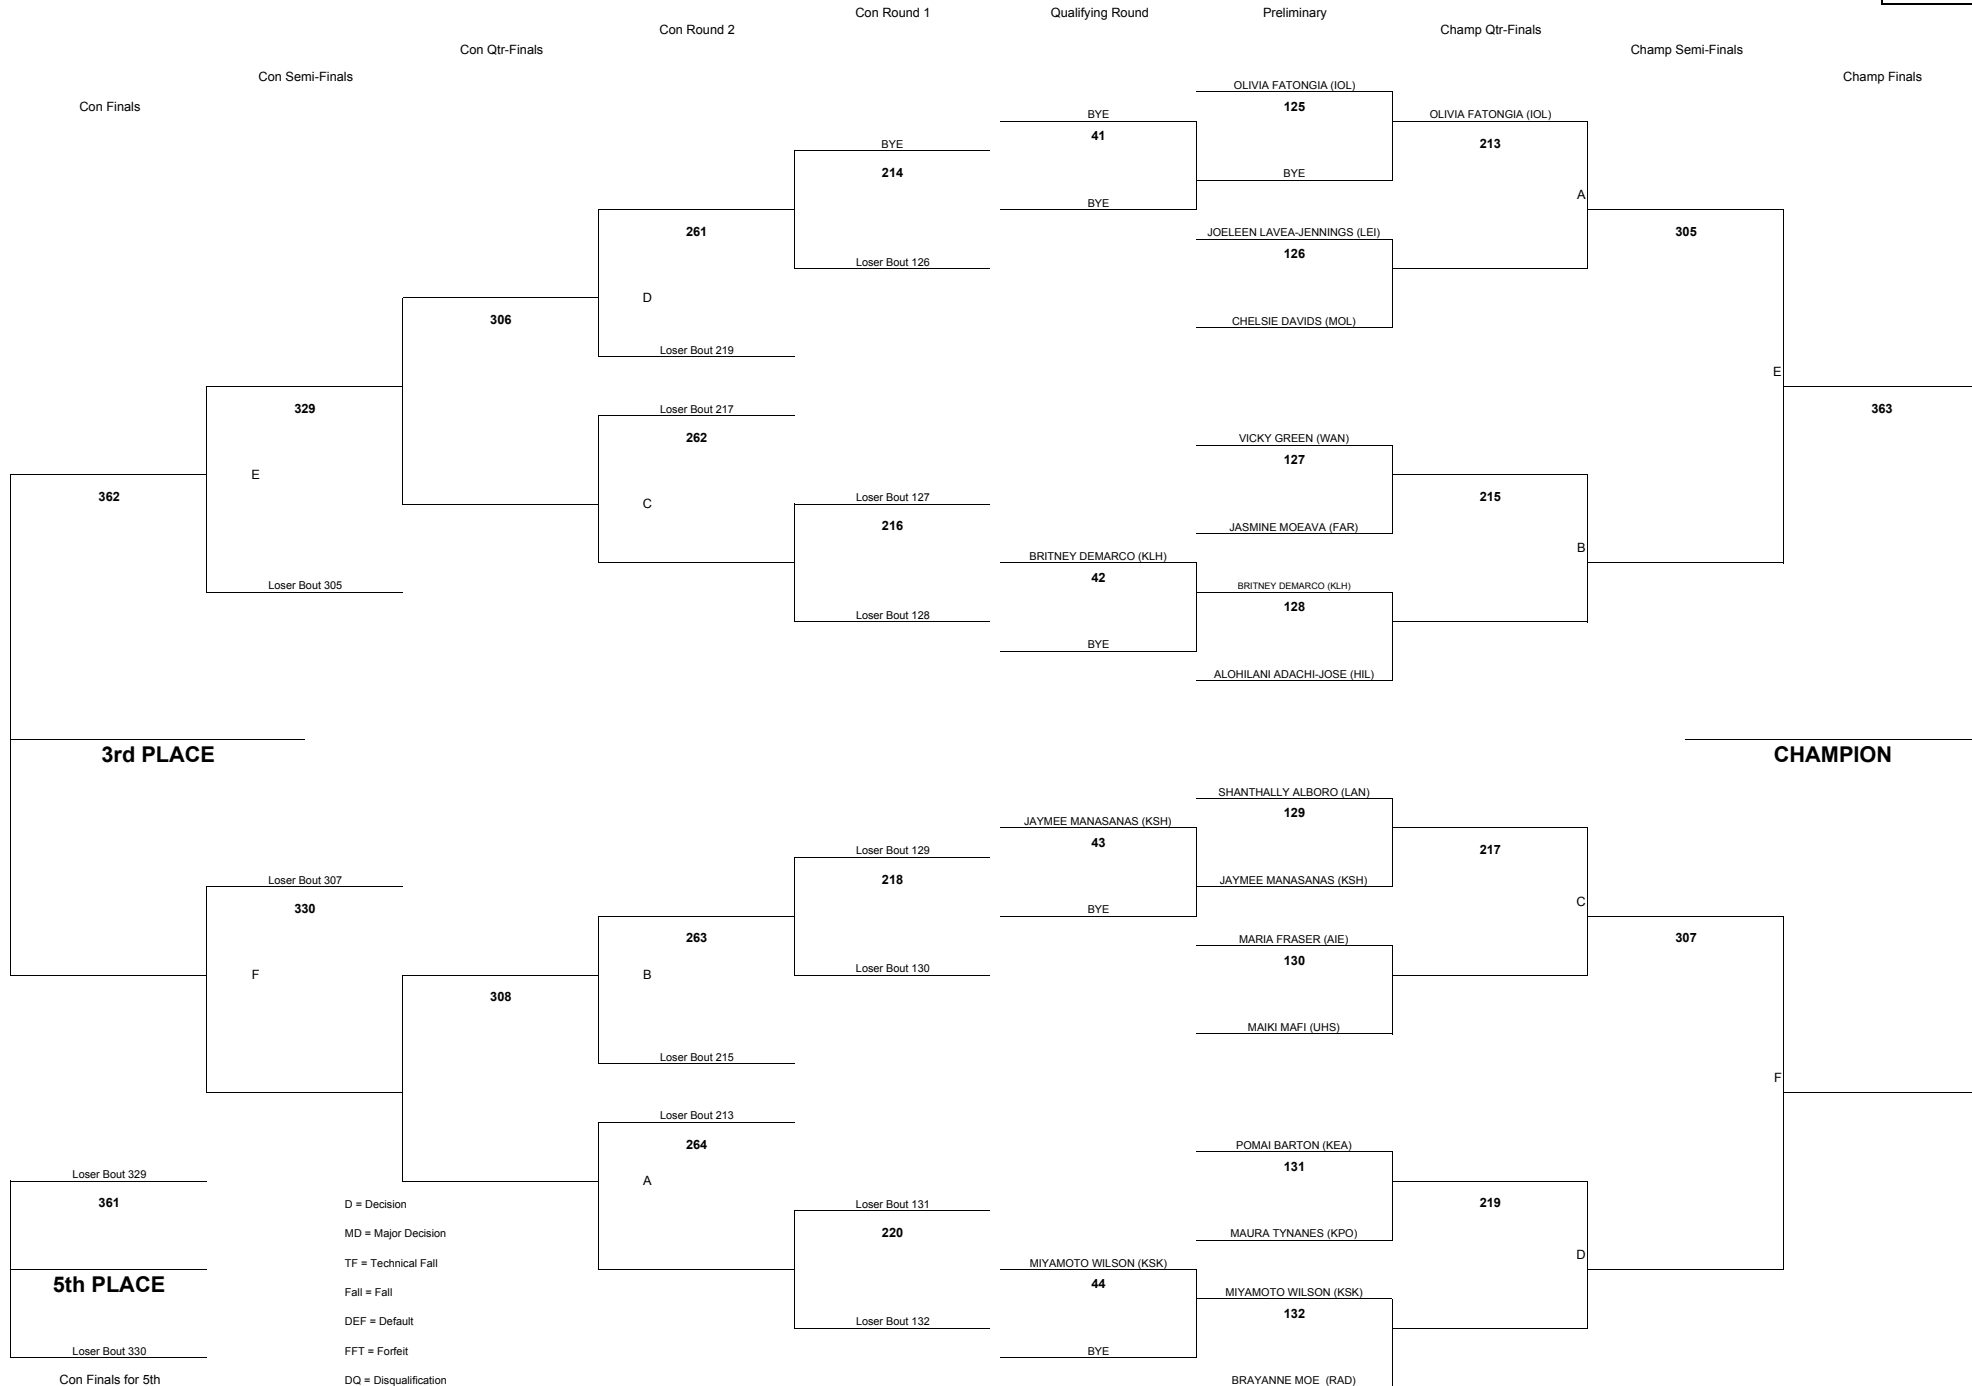 Con Round 1
Qualifying Round
Preliminary
Con Round 2
Champ Qtr-Finals
Con Qtr-Finals
Champ Semi-Finals
Con Semi-Finals
Champ Finals
Con Finals
OLIVIA FATONGIA (IOL)
125
BYE
OLIVIA FATONGIA (IOL)
41
BYE
213
214
BYE
A
BYE
261
JOELEEN LAVEA-JENNINGS (LEI)
305
126
Loser Bout 126
D
306
CHELSIE DAVIDS (MOL)
Loser Bout 219
E
329
Loser Bout 217
363
262
VICKY GREEN (WAN)
127
E
362
Loser Bout 127
215
C
216
JASMINE MOEAVA (FAR)
B
BRITNEY DEMARCO (KLH)
42
Loser Bout 305
BRITNEY DEMARCO (KLH)
128
Loser Bout 128
BYE
ALOHILANI ADACHI-JOSE (HIL)
3rd PLACE
CHAMPION
SHANTHALLY ALBORO (LAN)
129
JAYMEE MANASANAS (KSH)
43
Loser Bout 129
217
Loser Bout 307
218
JAYMEE MANASANAS (KSH)
330
BYE
C
263
MARIA FRASER (AIE)
307
130
F
B
Loser Bout 130
308
MAIKI MAFI (UHS)
Loser Bout 215
F
Loser Bout 213
264
POMAI BARTON (KEA)
131
Loser Bout 329
A
361
D = Decision
Loser Bout 131
219
MD = Major Decision
220
MAURA TYNANES (KPO)
D
TF = Technical Fall
MIYAMOTO WILSON (KSK)
5th PLACE
44
Fall = Fall
MIYAMOTO WILSON (KSK)
132
DEF = Default
Loser Bout 132
Loser Bout 330
FFT = Forfeit
BYE
Con Finals for 5th
DQ = Disqualification
BRAYANNE MOE (RAD)